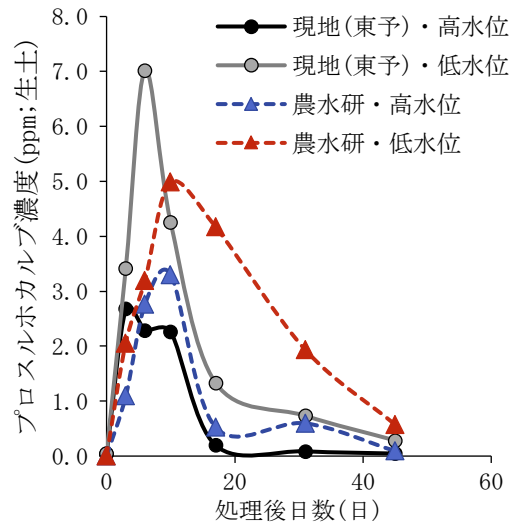 現地(東予)・高水位
現地(東予)・低水位
農水研・高水位
農水研・低水位
プロスルホカルブ濃度(ppm;生土)
8.0
7.0
6.0
5.0
4.0
3.0
2.0
1.0
0.0
0
20
40
60
処理後日数(日)